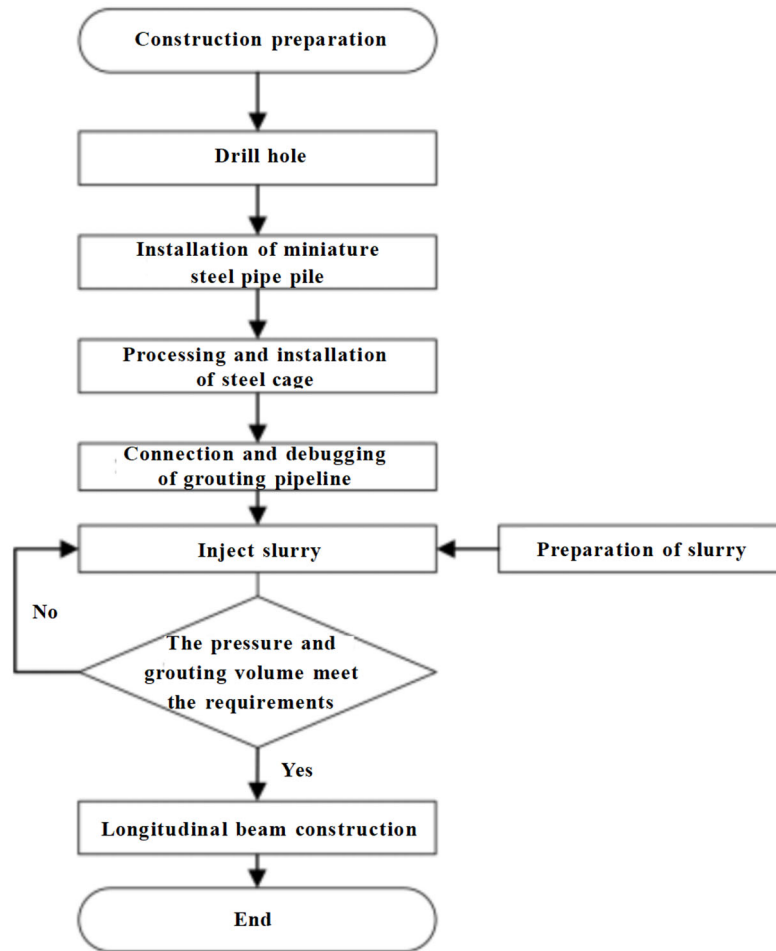 Construction preparation
Drill hole
Installation of miniature
steel pipe pile
Processing and installation
of steel cage
Connection and debugging
of grouting pipeline
Inject slurry
Preparation of slurry
No
The pressure and
grouting volume meet
the requirements
Yes
Longitudinal beam construction
End